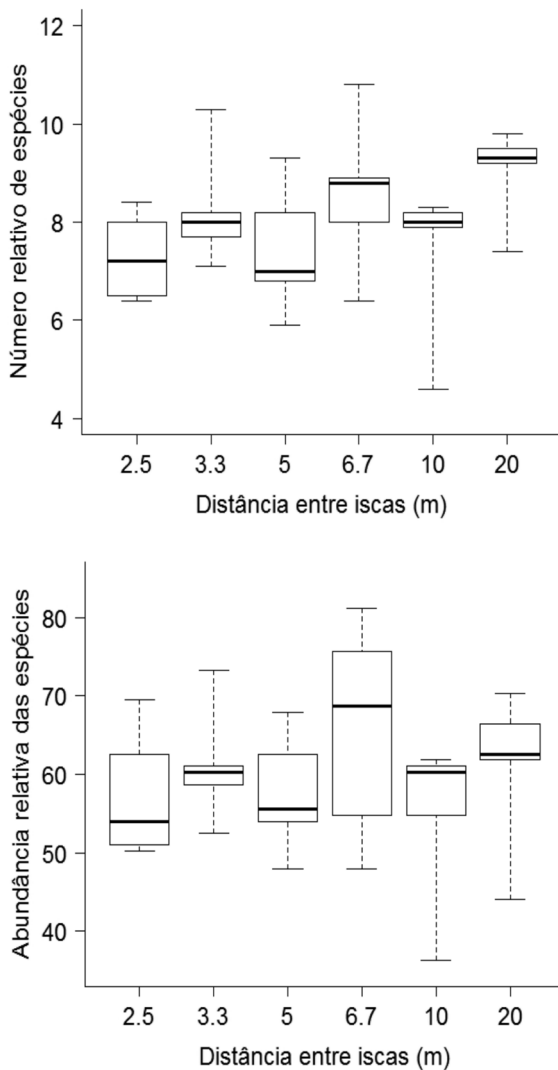 Número relativo de espécies
12
10
8
6
4
2.5 3.3 5 6.7 10 20
Distância entre iscas (m)
Abundância relativa das espécies
80
70
60
50
40
2.5 3.3 5 6.7 10 20
Distância entre iscas (m)